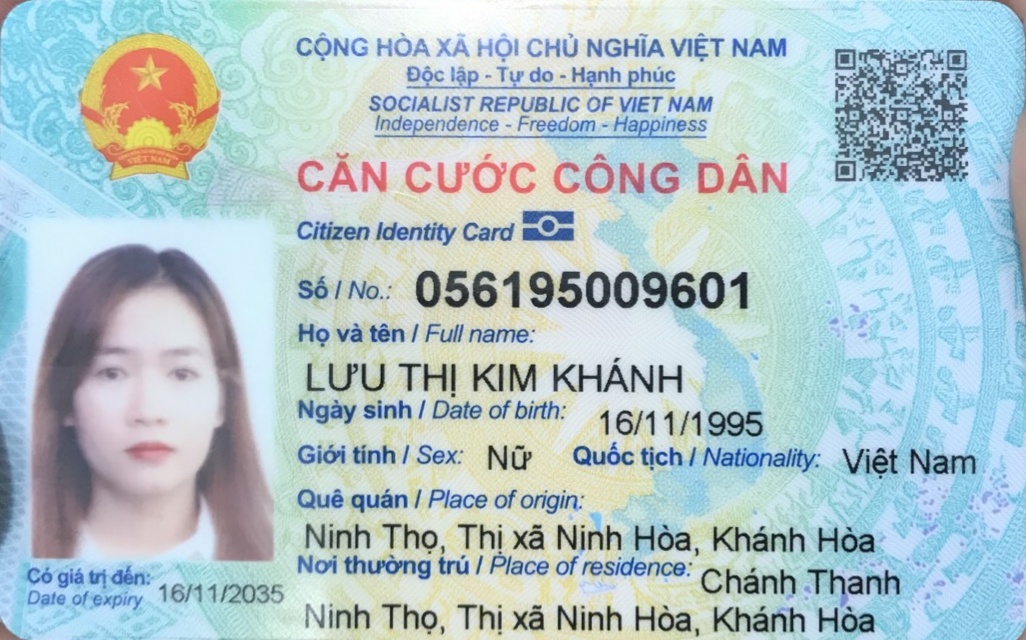 CỘNG HÒA XÃ HỘI CHỦ NGHĨA VIỆT NAM
Độc lập - Tự do - Hạnh phúc
SOCIALIST REPUBLIC OF VIET NAM
Independence - Freedom - Happiness
VIỆT NAM
CĂN CƯỚC CÔNG DÂN
Citizen Identity Card
Số / No.: 056195009601
Họ và tên / Full name:
LƯU THỊ KIM KHÁNH
Ngày sinh / Date of birth: 16/11/1995
Giới tính / Sex: Nữ Quốc tịch / Nationality: Việt Nam
Quê quán / Place of origin:
Ninh Thọ, Thị xã Ninh Hòa, Khánh Hòa
Nơi thường trú / Place of residence: Chánh Thanh
Ninh Thọ, Thị xã Ninh Hòa, Khánh Hòa
Có giá trị đến: 16/11/2035
Date of expiry